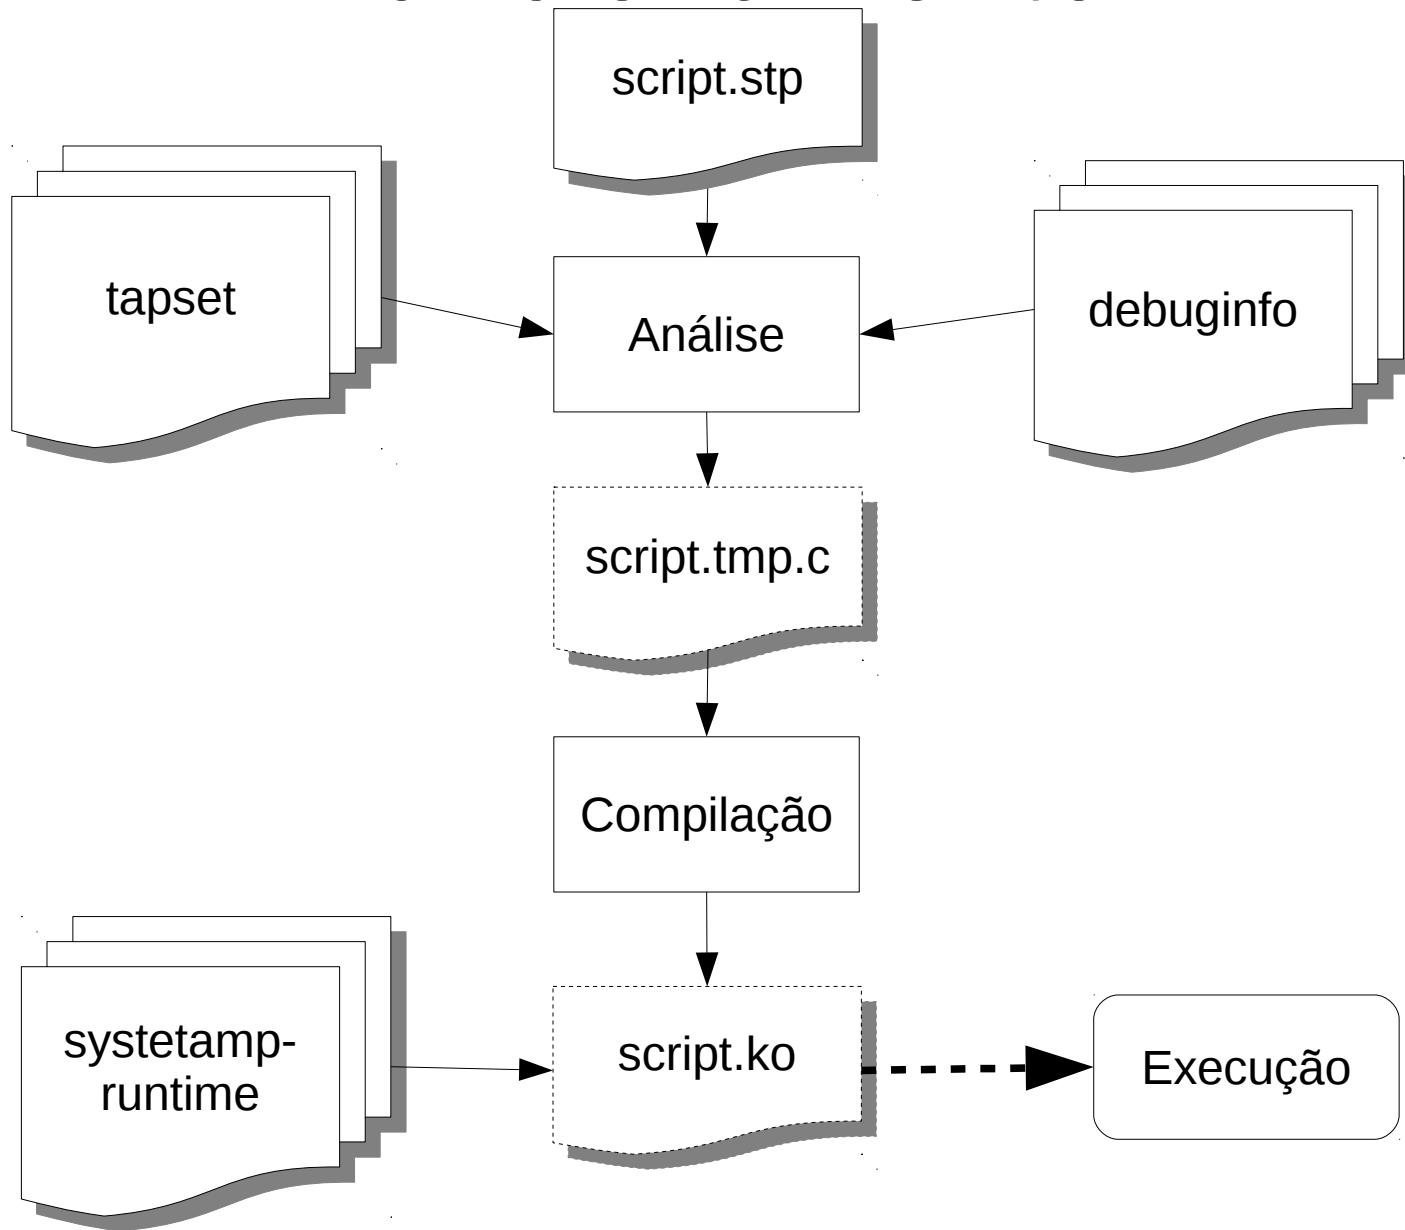 script.stp
tapset
debuginfo
Análise
script.tmp.c
Compilação
systetamp-
runtime
script.ko
Execução